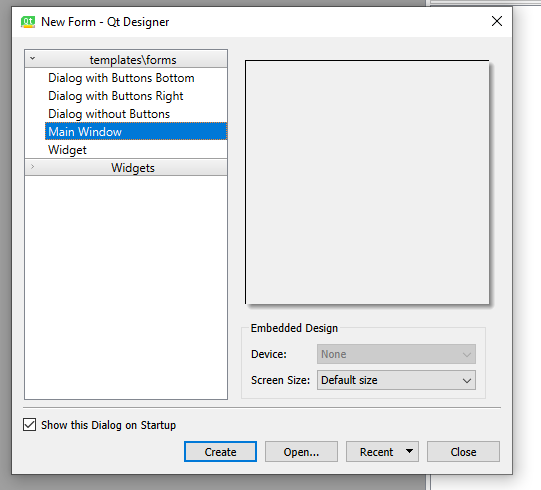 Qt New Form - Qt Designer
templates\forms
Dialog with Buttons Bottom
Dialog with Buttons Right
Dialog without Buttons
Main Window
Widget
Widgets
Embedded Design
Device: None
Screen Size: Default size
Show this Dialog on Startup
Create Open... Recent Close